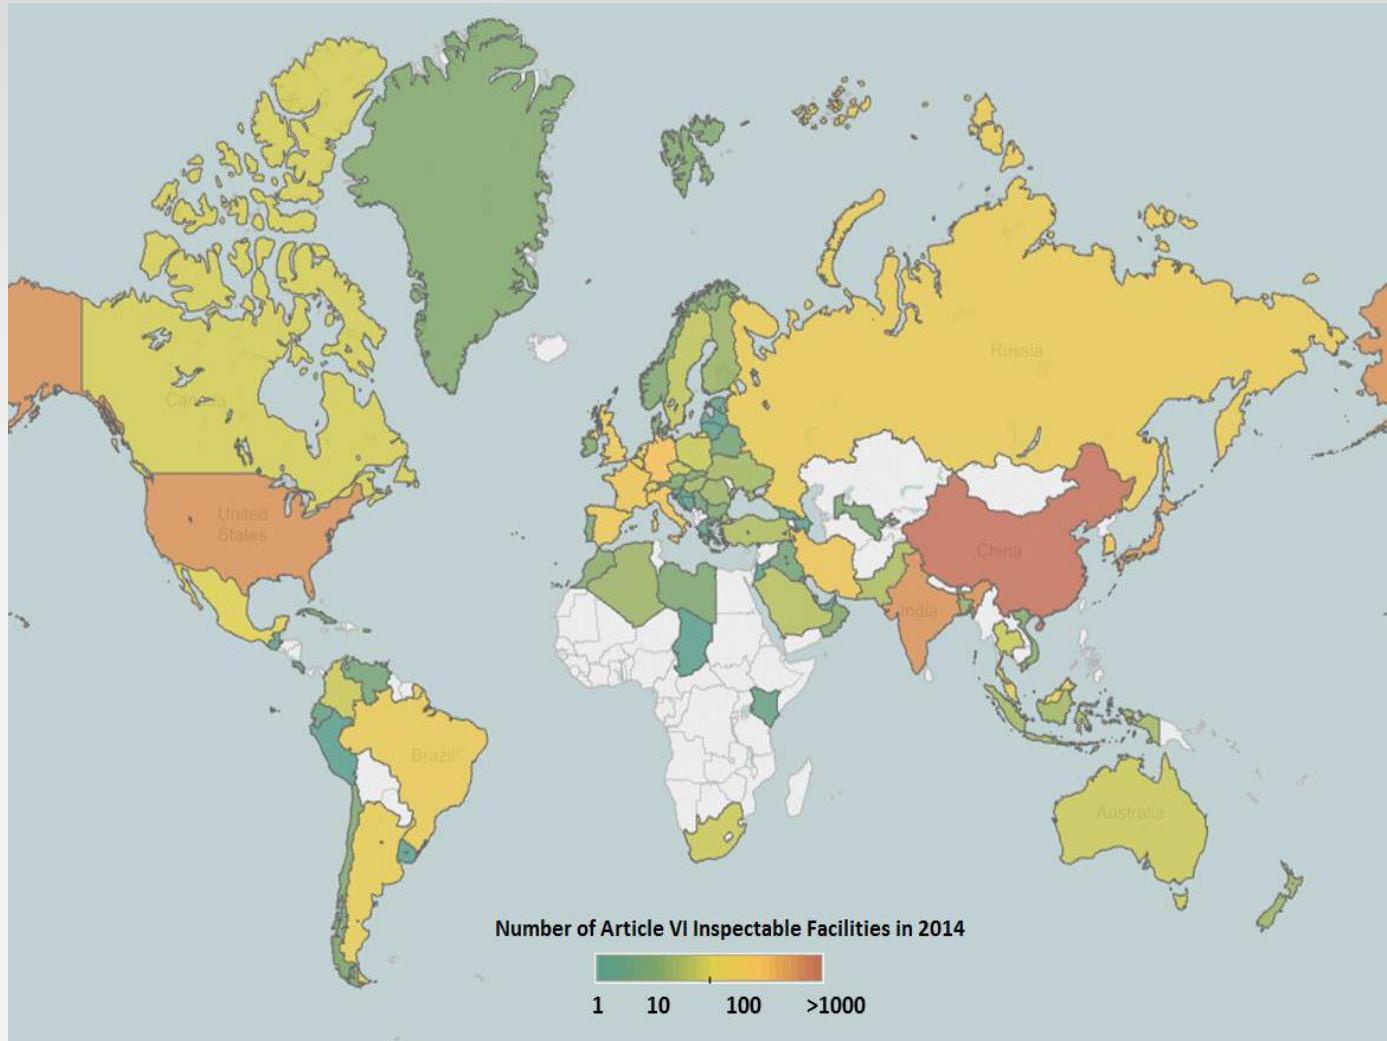 Canada
Russia
United
States
China
India
Brazil
Australia
Number of Article VI Inspectable Facilities in 2014
1 10 100 >1000